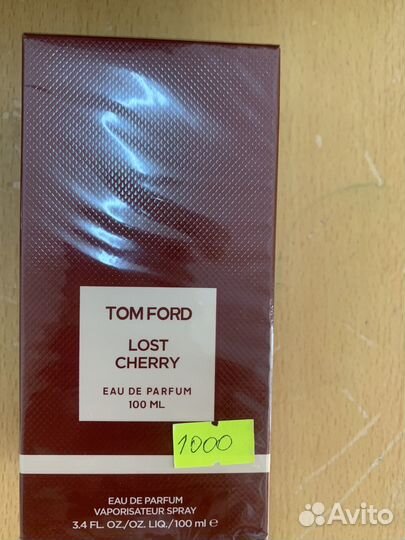 TOM FORD
LOST
CHERRY
EAU DE PARFUM
100 ML
1000
EAU DE PARFUM
VAPORISATEUR SPRAY
3.4 FL. OZ./OZ. LIQ./100 ml ℮
Avito